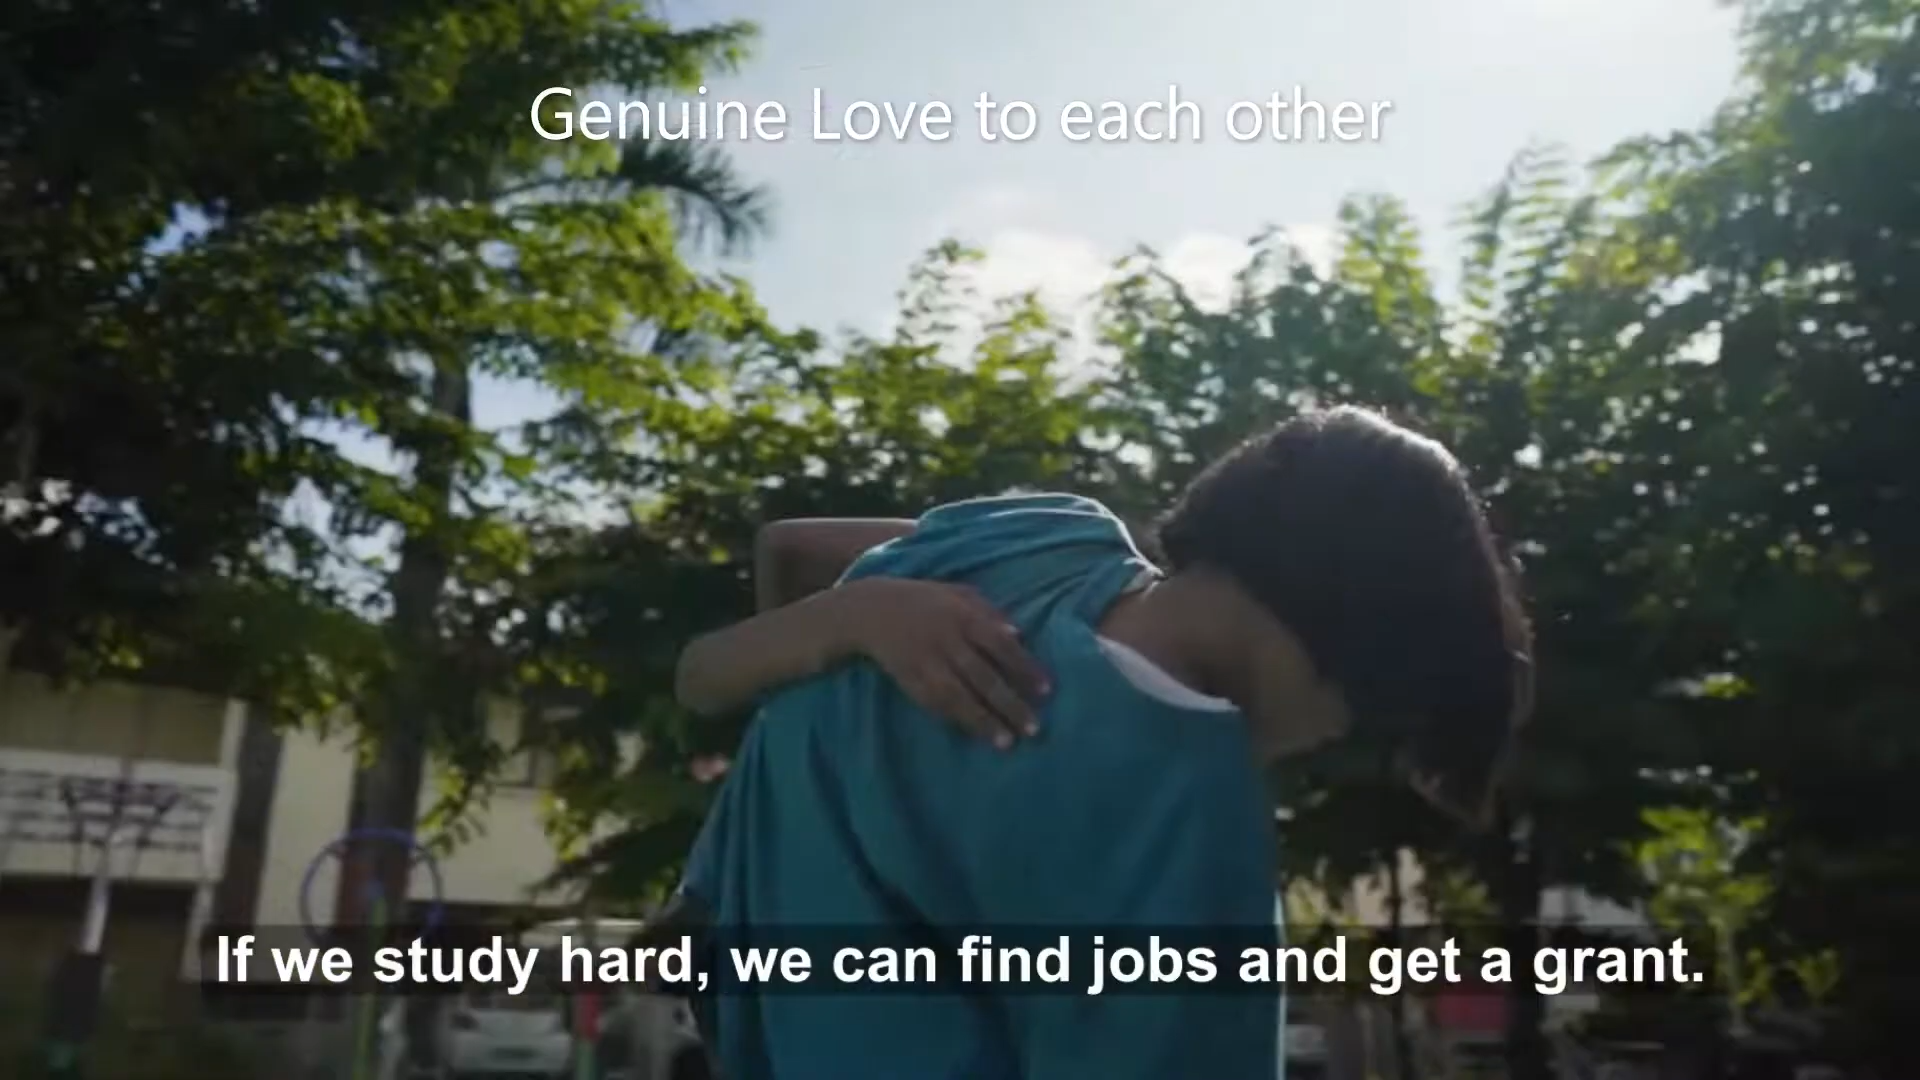 Genuine Love to each other
If we study hard, we can find jobs and get a grant.